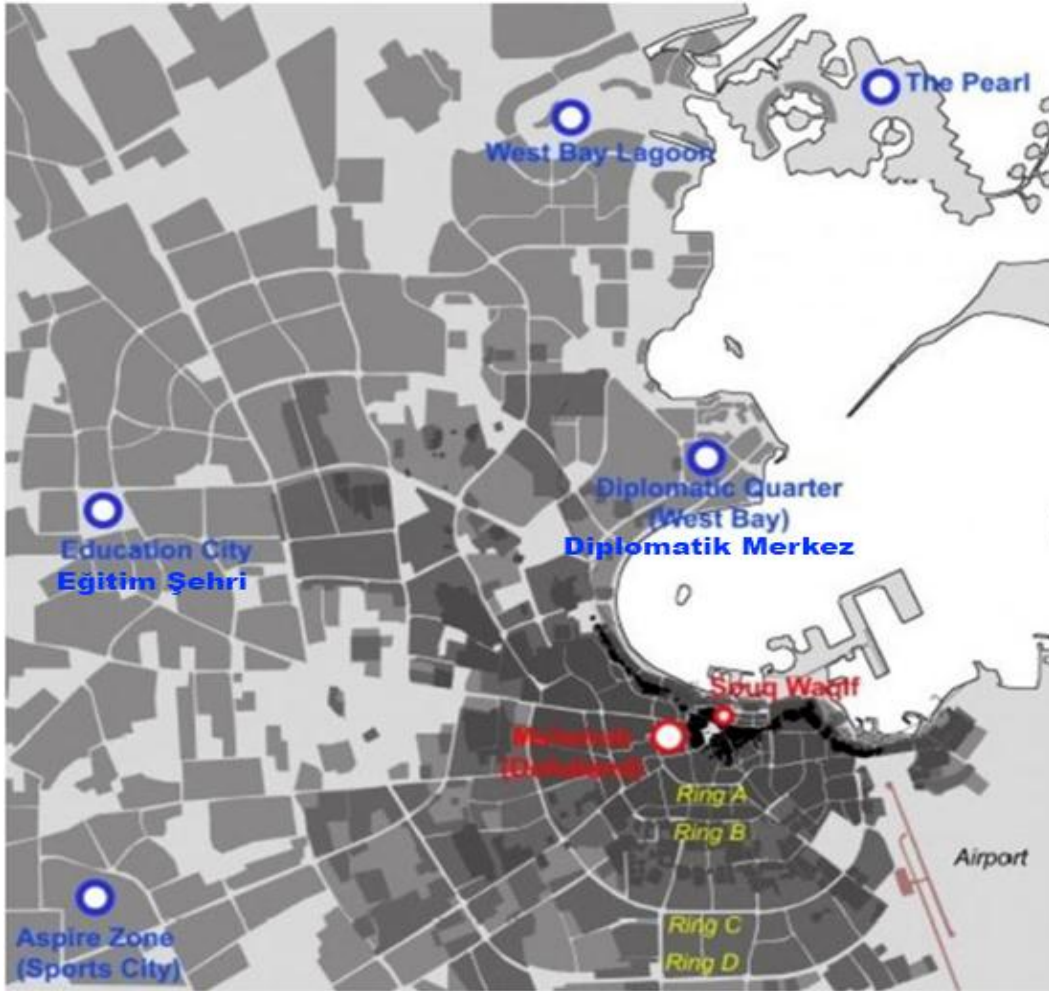 The Pearl
West Bay Lagoon
Diplomatic Quarter
(West Bay)
Diplomatik Merkez
Education City
Eğitim Şehri
Souq Waqif
Ring A
Ring B
Airport
Aspire Zone
(Sports City)
Ring C
Ring D